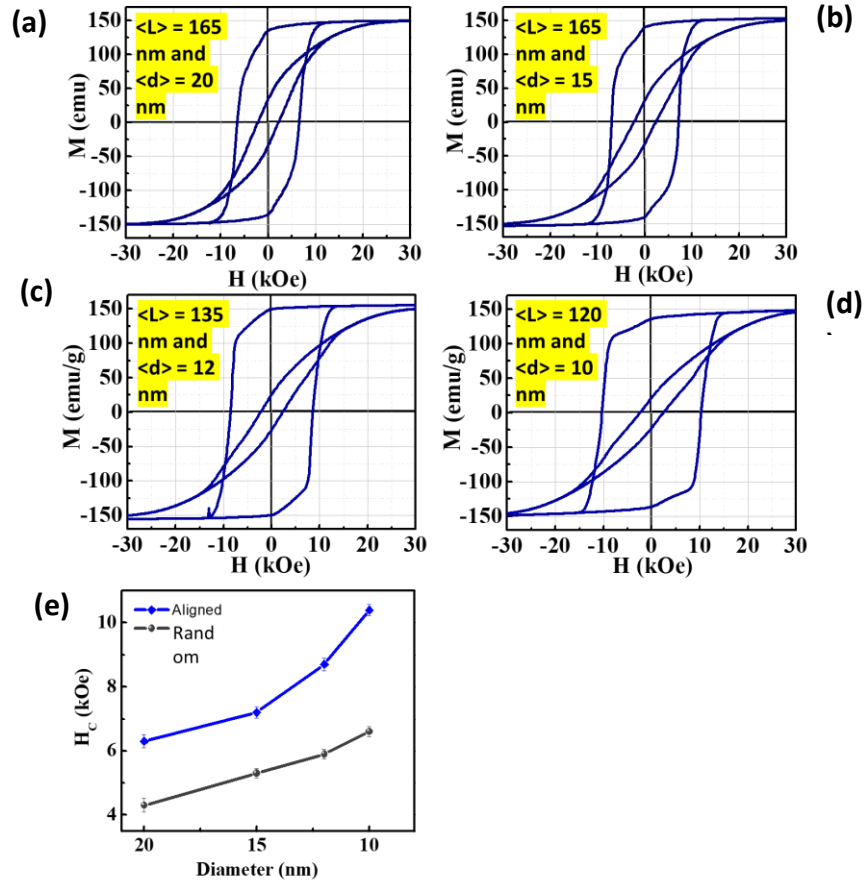 (a)
<L> = 165
nm and
<d> = 20
nm
M (emu)
150
100
50
0
-50
-100
-150
-30 -20 -10 0 10 20 30
H (kOe)
(b)
<L> = 165
nm and
<d> = 15
nm
M (emu)
150
100
50
0
-50
-100
-150
-30 -20 -10 0 10 20 30
H (kOe)
(c)
<L> = 135
nm and
<d> = 12
nm
M (emu/g)
150
100
50
0
-50
-100
-150
-30 -20 -10 0 10 20 30
H (kOe)
(d)
<L> = 120
nm and
<d> = 10
nm
M (emu/g)
150
100
50
0
-50
-100
-150
-30 -20 -10 0 10 20 30
H (kOe)
(e)
Aligned
Rand
om
H_C (kOe)
10
8
6
4
20 15 10
Diameter (nm)